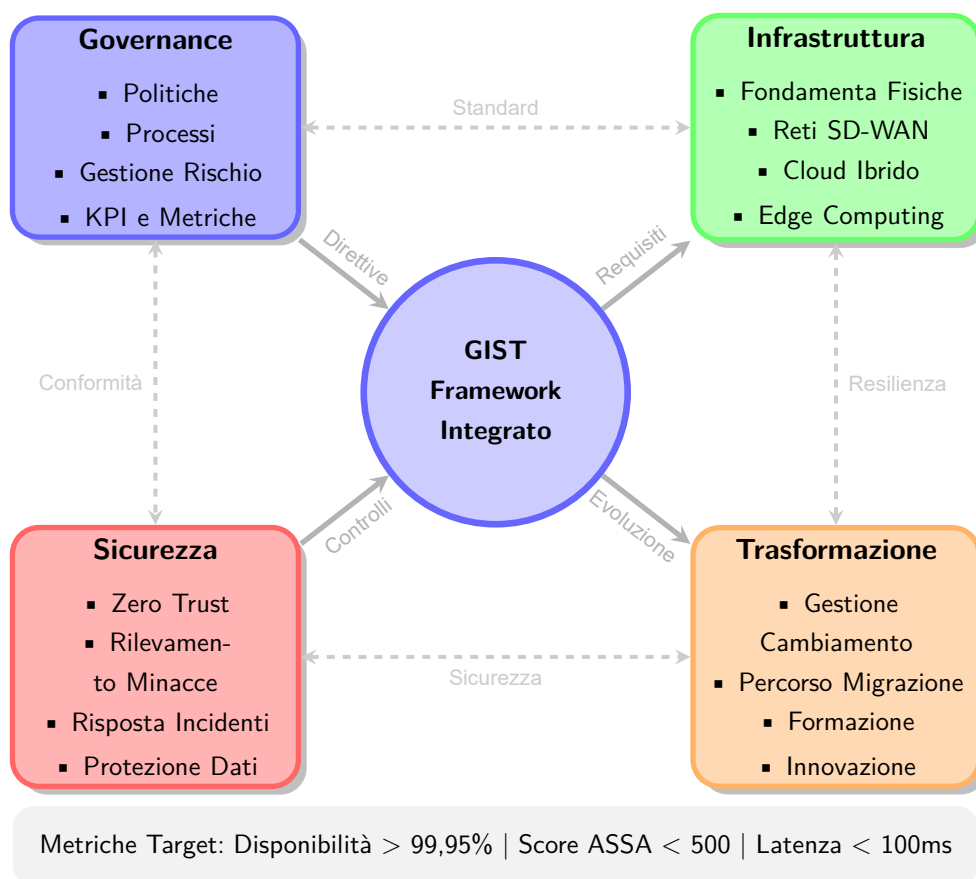 Governance
▪ Politiche
▪ Processi
▪ Gestione Rischio
▪ KPI e Metriche
Standard
Infrastruttura
▪ Fondamenta Fisiche
▪ Reti SD-WAN
▪ Cloud Ibrido
▪ Edge Computing
Direttive
Requisiti
Conformità
GIST
Framework
Integrato
Resilienza
Controlli
Evoluzione
Sicurezza
▪ Zero Trust
▪ Rilevamen-
to Minacce
▪ Risposta Incidenti
▪ Protezione Dati
Sicurezza
Trasformazione
▪ Gestione
Cambiamento
▪ Percorso Migrazione
▪ Formazione
▪ Innovazione
Metriche Target: Disponibilità > 99,95% | Score ASSA < 500 | Latenza < 100ms